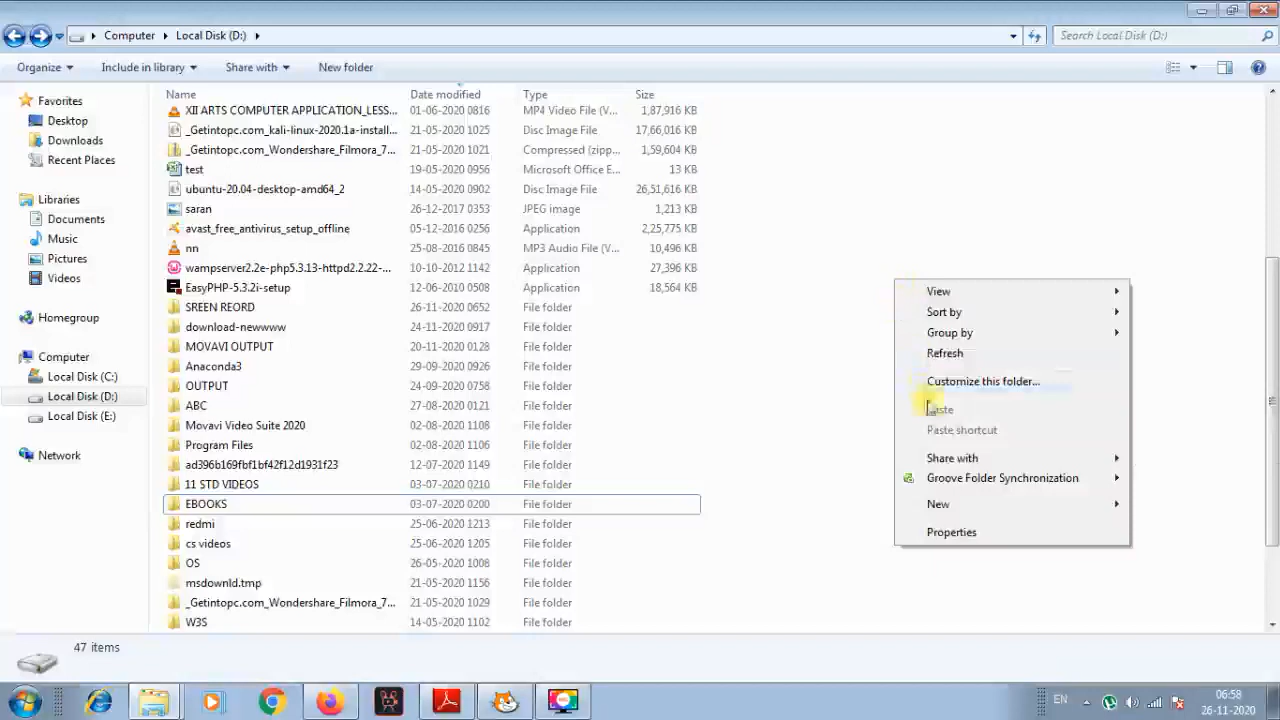 Computer Local Disk (D:) Search Local Disk (D:)
Organize Include in library Share with New folder
Favorites
Desktop
Downloads
Recent Places
Libraries
Documents
Music
Pictures
Videos
Homegroup
Computer
Local Disk (C:)
Local Disk (D:)
Local Disk (E:)
Network
Name Date modified Type Size
XII ARTS COMPUTER APPLICATION_LESS... 01-06-2020 0816 MP4 Video File (V... 1,87,916 KB
_Getintopc.com_kali-linux-2020.1a-install... 21-05-2020 1025 Disc Image File 17,66,016 KB
_Getintopc.com_Wondershare_Filmora_7... 21-05-2020 1021 Compressed (zipp... 1,59,604 KB
test 19-05-2020 0956 Microsoft Office E... 13 KB
ubuntu-20.04-desktop-amd64_2 14-05-2020 0902 Disc Image File 26,51,616 KB
saran 26-12-2017 0353 JPEG image 1,213 KB
avast_free_antivirus_setup_offline 05-12-2016 0256 Application 2,25,775 KB
nn 25-08-2016 0845 MP3 Audio File (V... 10,496 KB
wampserver2.2e-php5.3.13-httpd2.2.22-... 10-10-2012 1142 Application 27,396 KB
EasyPHP-5.3.2i-setup 12-06-2010 0508 Application 18,564 KB
SREEN REORD 26-11-2020 0652 File folder
download-newwww 24-11-2020 0917 File folder
MOVAVI OUTPUT 20-11-2020 0128 File folder
Anaconda3 29-09-2020 0926 File folder
OUTPUT 24-09-2020 0758 File folder
ABC 27-08-2020 0121 File folder
Movavi Video Suite 2020 02-08-2020 1108 File folder
Program Files 02-08-2020 1106 File folder
ad396b169fbf1bf42f12d1931f23 12-07-2020 1149 File folder
11 STD VIDEOS 03-07-2020 0210 File folder
EBOOKS 03-07-2020 0200 File folder
redmi 25-06-2020 1213 File folder
cs videos 25-06-2020 1205 File folder
OS 26-05-2020 1008 File folder
msdownld.tmp 21-05-2020 1156 File folder
_Getintopc.com_Wondershare_Filmora_7... 21-05-2020 1029 File folder
W3S 14-05-2020 1102 File folder
View
Sort by
Group by
Refresh
Customize this folder...
Paste
Paste shortcut
Share with
Groove Folder Synchronization
New
Properties
47 items
EN 06:58
26-11-2020